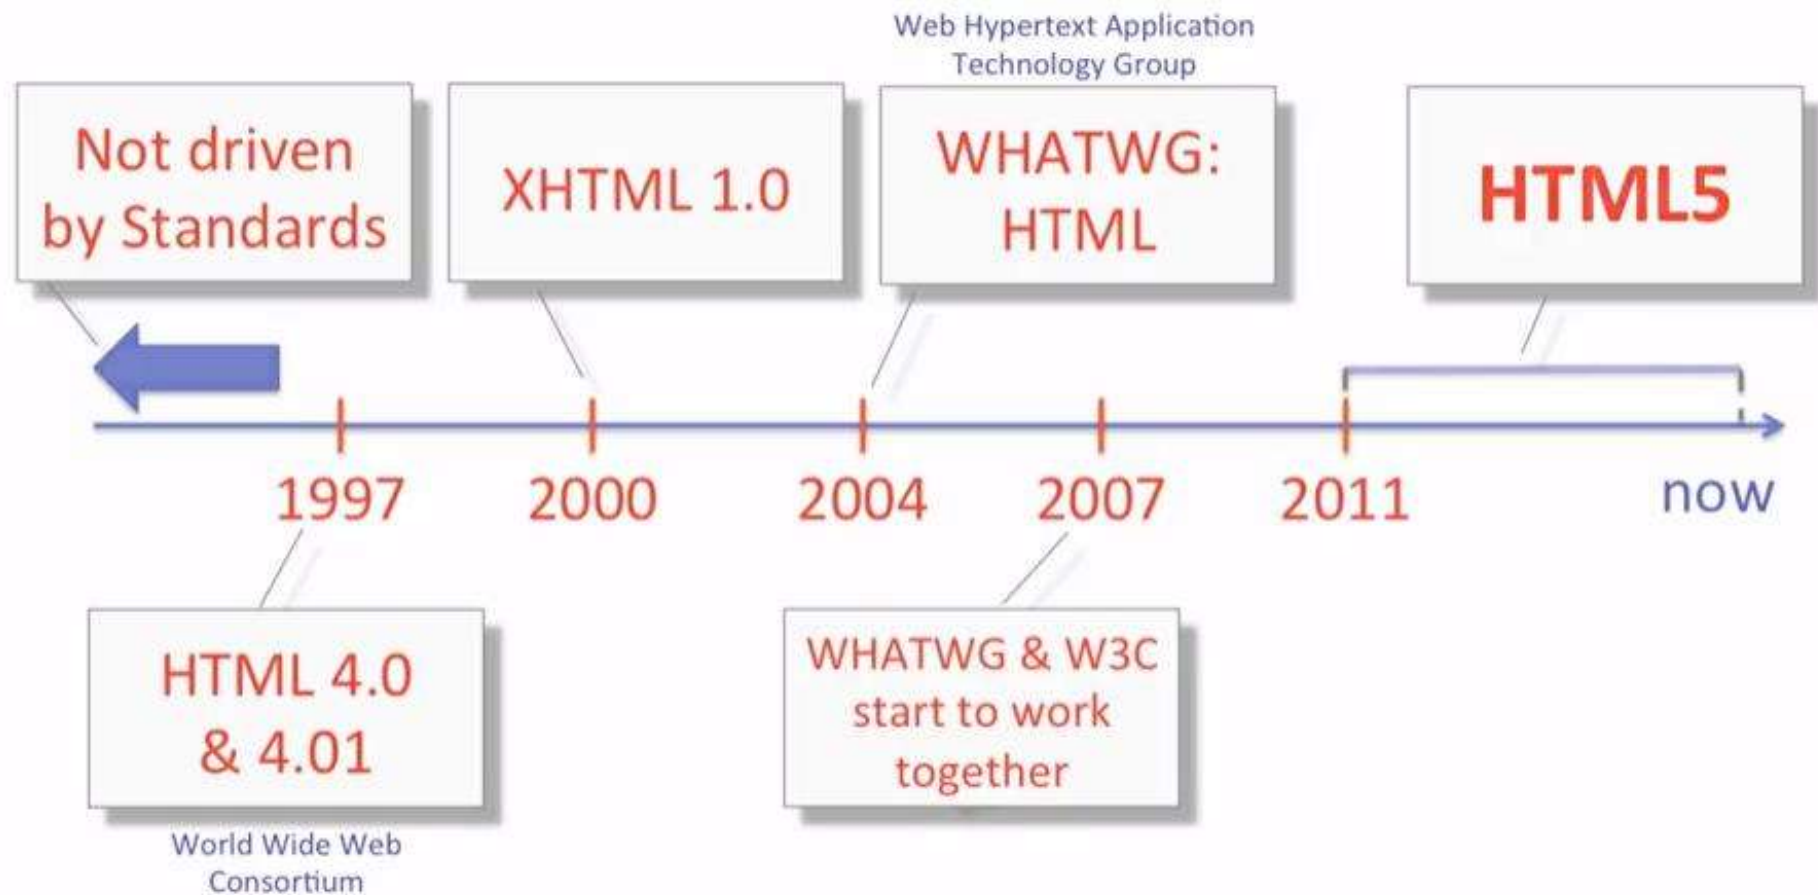 Web Hypertext Application
Technology Group
Not driven
by Standards
XHTML 1.0
WHATWG:
HTML
HTML5
1997
2000
2004
2007
2011
now
HTML 4.0
& 4.01
World Wide Web
Consortium
WHATWG & W3C
start to work
together